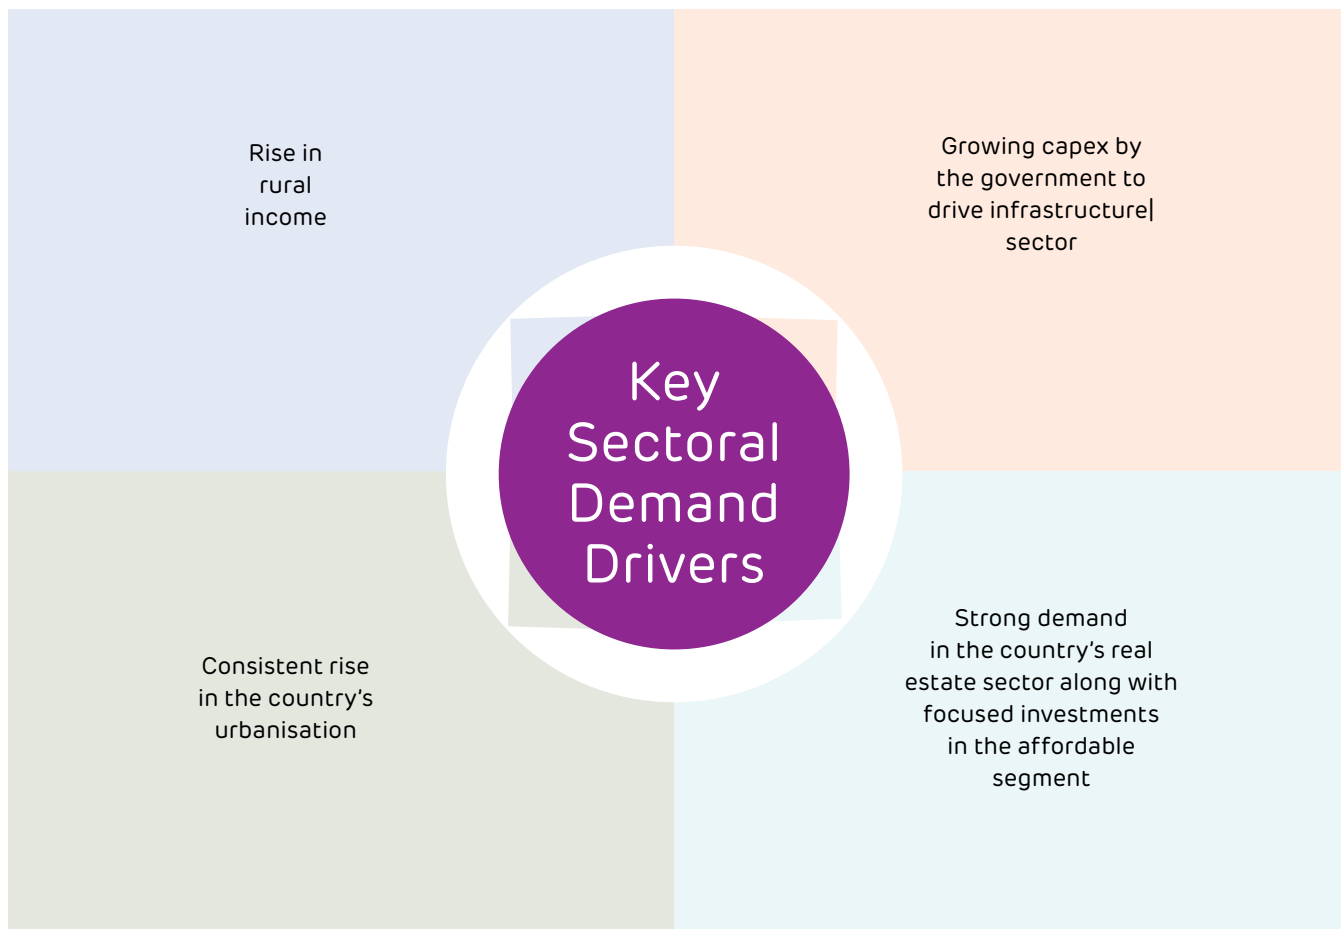 Rise in
rural
income
Growing capex by
the government to
drive infrastructure|
sector
Key
Sectoral
Demand
Drivers
Consistent rise
in the country's
urbanisation
Strong demand
in the country's real
estate sector along with
focused investments
in the affordable
segment